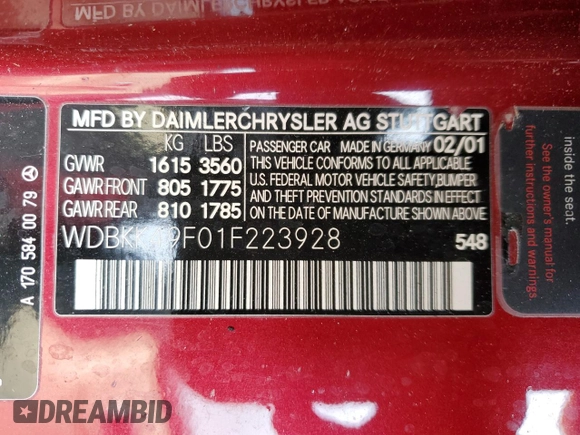 MFD BY DAIMLERCHRYSLER AG STUTTGART
KG LBS
GVWR 1615 3560
GAWR FRONT 805 1775
GAWR REAR 810 1785
PASSENGER CAR MADE IN GERMANY 02/01
THIS VEHICLE CONFORMS TO ALL APPLICABLE
U.S. FEDERAL MOTOR VEHICLE SAFETY, BUMPER
AND THEFT PREVENTION STANDARDS IN EFFECT
ON THE DATE OF MANUFACTURE SHOWN ABOVE
9F01F223928
548
A 170 584 00 79
inside the seat.
See the owner's manual for
further instructions and
warnings.
DREAMBID